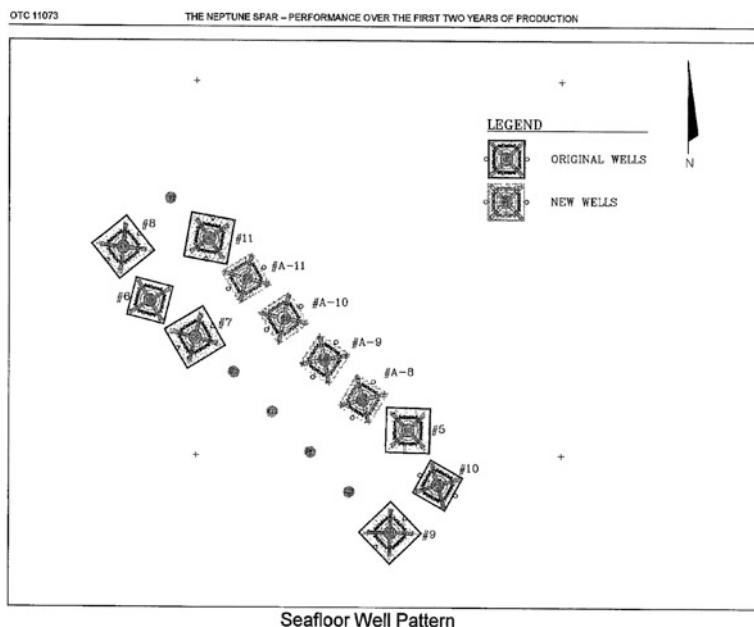 OTC 11073 THE NEPTUNE SPAR – PERFORMANCE OVER THE FIRST TWO YEARS OF PRODUCTION
LEGEND
ORIGINAL WELLS
NEW WELLS
N
#8
#11
#A-11
#6
#A-10
#7
#A-9
#A-8
#5
#10
#9
Seafloor Well Pattern